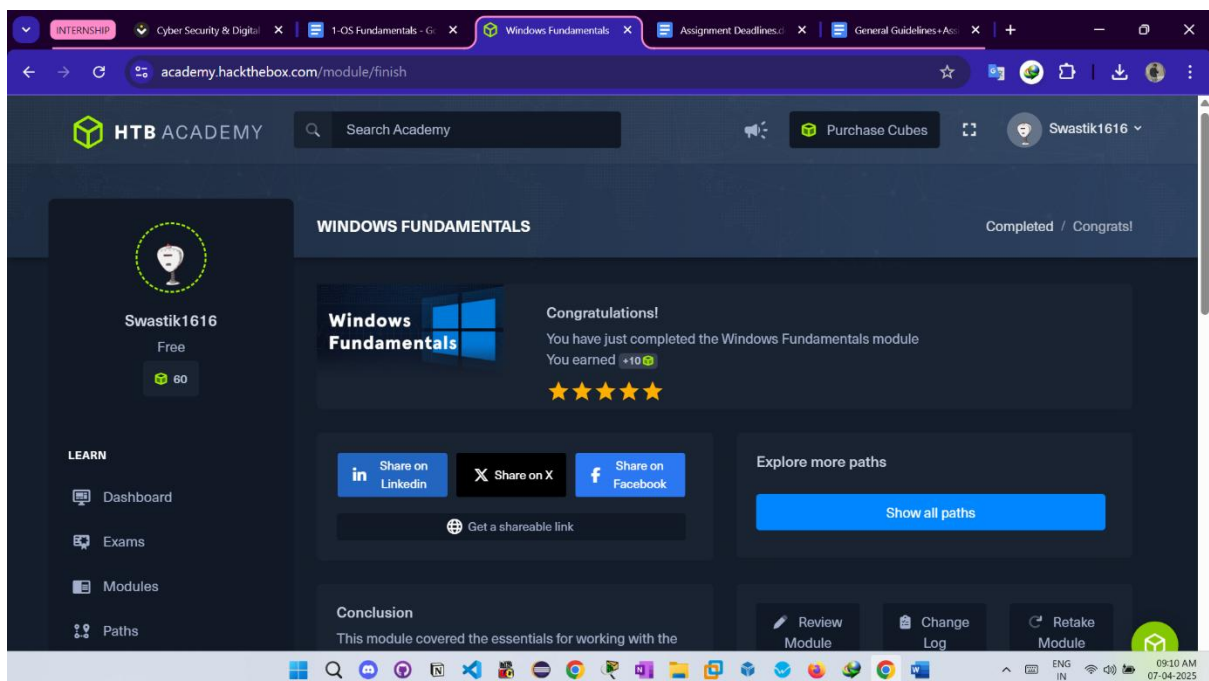 INTERNSHIP
Cyber Security & Digital
1-OS Fundamentals - Go
Windows Fundamentals
Assignment Deadlines.d
General Guidelines+Ass
academy.hackthebox.com/module/finish
HTB ACADEMY
Search Academy
Purchase Cubes
Swastik1616
WINDOWS FUNDAMENTALS
Completed / Congrats!
Swastik1616
Free
60
Windows
Fundamentals
Congratulations!
You have just completed the Windows Fundamentals module
You earned +10
LEARN
Dashboard
Exams
Modules
Paths
in Share on
Linkedin
X Share on X
f Share on
Facebook
Get a shareable link
Explore more paths
Show all paths
Conclusion
This module covered the essentials for working with the
Review
Module
Change
Log
Retake
Module
ENG
IN
09:10 AM
07-04-2025